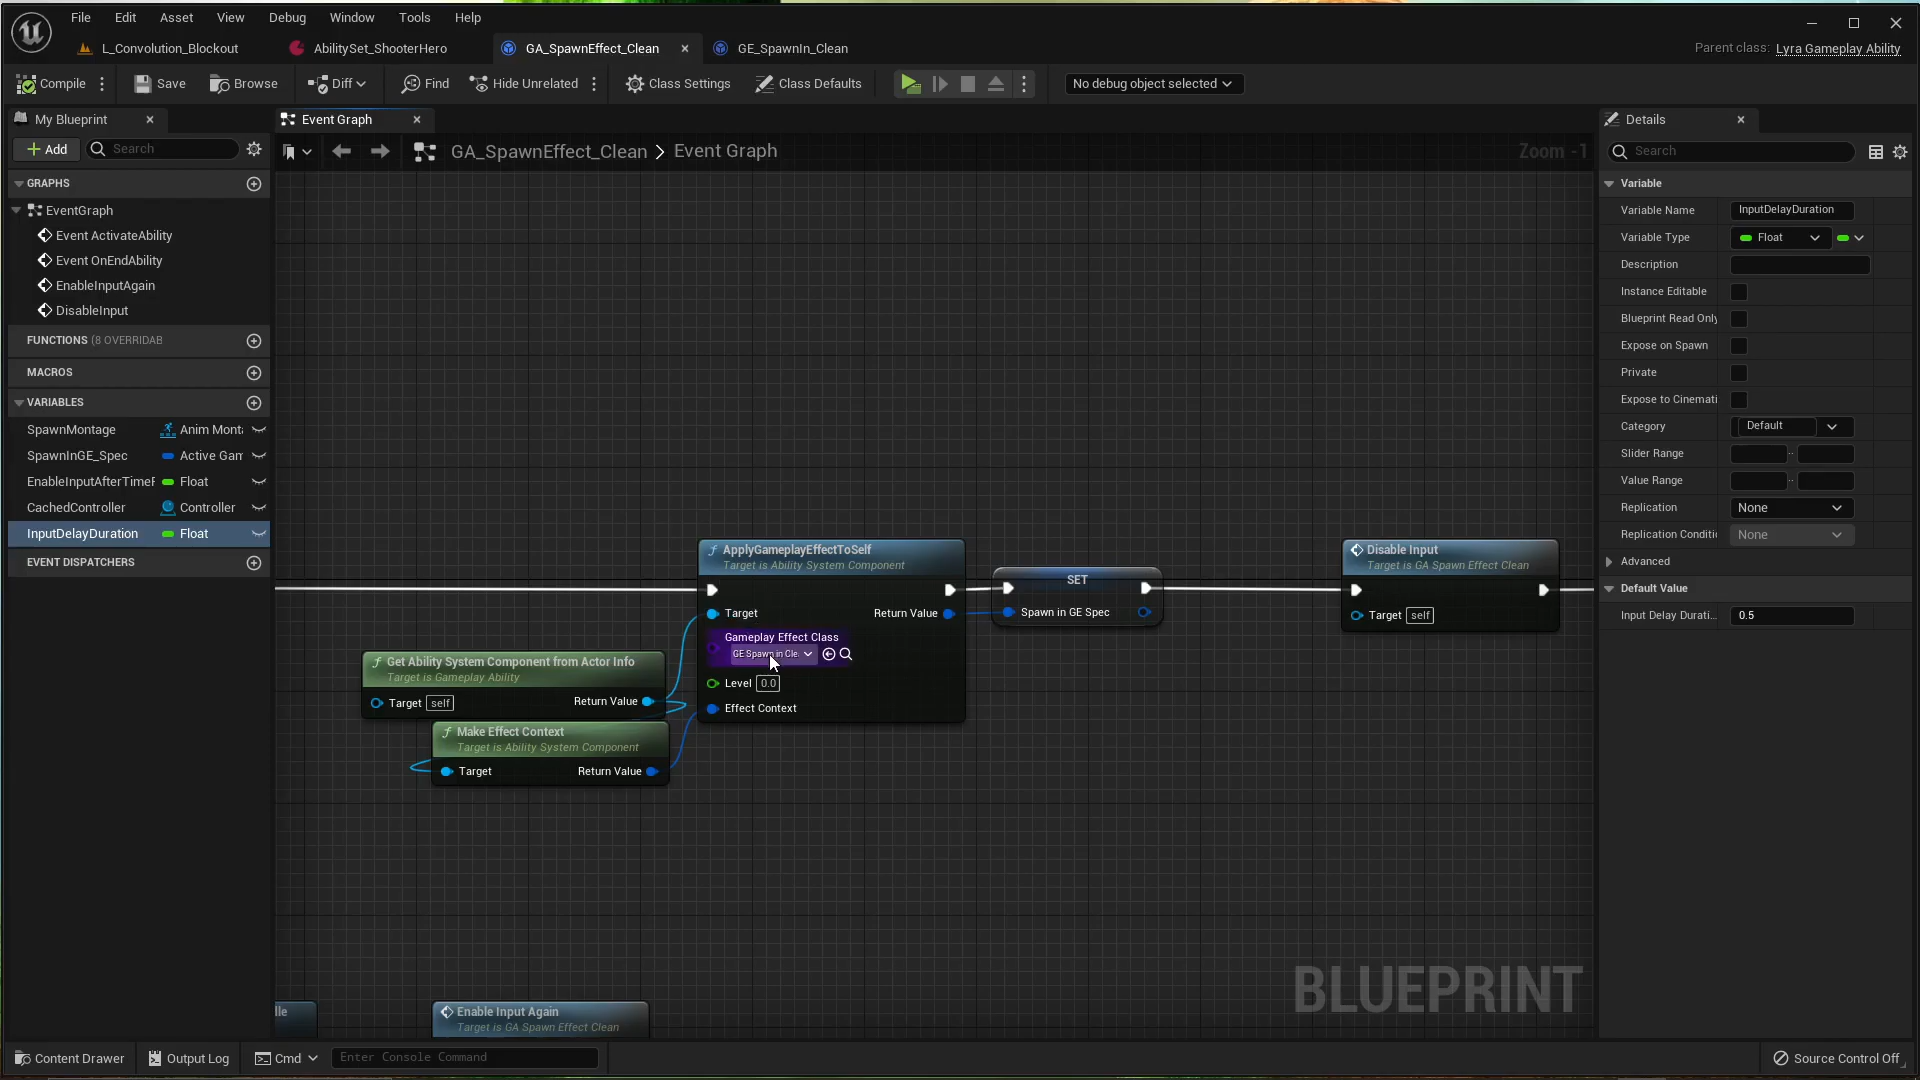 File Edit Asset View Debug Window Tools Help
L_Convolution_Blockout AbilitySet_ShooterHero GA_SpawnEffect_Clean GE_SpawnIn_Clean Parent class: Lyra Gameplay Ability
Compile Save Browse Diff Find Hide Unrelated Class Settings Class Defaults No debug object selected
My Blueprint Event Graph Details
Add Search
GA_SpawnEffect_Clean > Event Graph Zoom -1
Search
GRAPHS
EventGraph
Event ActivateAbility
Event OnEndAbility
EnableInputAgain
DisableInput
FUNCTIONS (8 OVERRIDAB
MACROS
VARIABLES
SpawnMontage Anim Mont
SpawnInGE_Spec Active Gam
EnableInputAfterTimeF Float
CachedController Controller
InputDelayDuration Float
EVENT DISPATCHERS
ApplyGameplayEffectToSelf
Target is Ability System Component
Target Return Value
Gameplay Effect Class
GE Spawn in Cle
Level 0.0
Effect Context
SET
Spawn in GE Spec
Disable Input
Target is GA Spawn Effect Clean
Target self
Get Ability System Component from Actor Info
Target is Gameplay Ability
Target self Return Value
Make Effect Context
Target is Ability System Component
Target Return Value
lle
Enable Input Again
Target is GA Spawn Effect Clean
BLUEPRINT
Variable
Variable Name InputDelayDuration
Variable Type Float
Description
Instance Editable
Blueprint Read Only
Expose on Spawn
Private
Expose to Cinemati
Category Default
Slider Range
Value Range
Replication None
Replication Conditi None
Advanced
Default Value
Input Delay Durati... 0.5
Content Drawer Output Log Cmd Enter Console Command Source Control Off